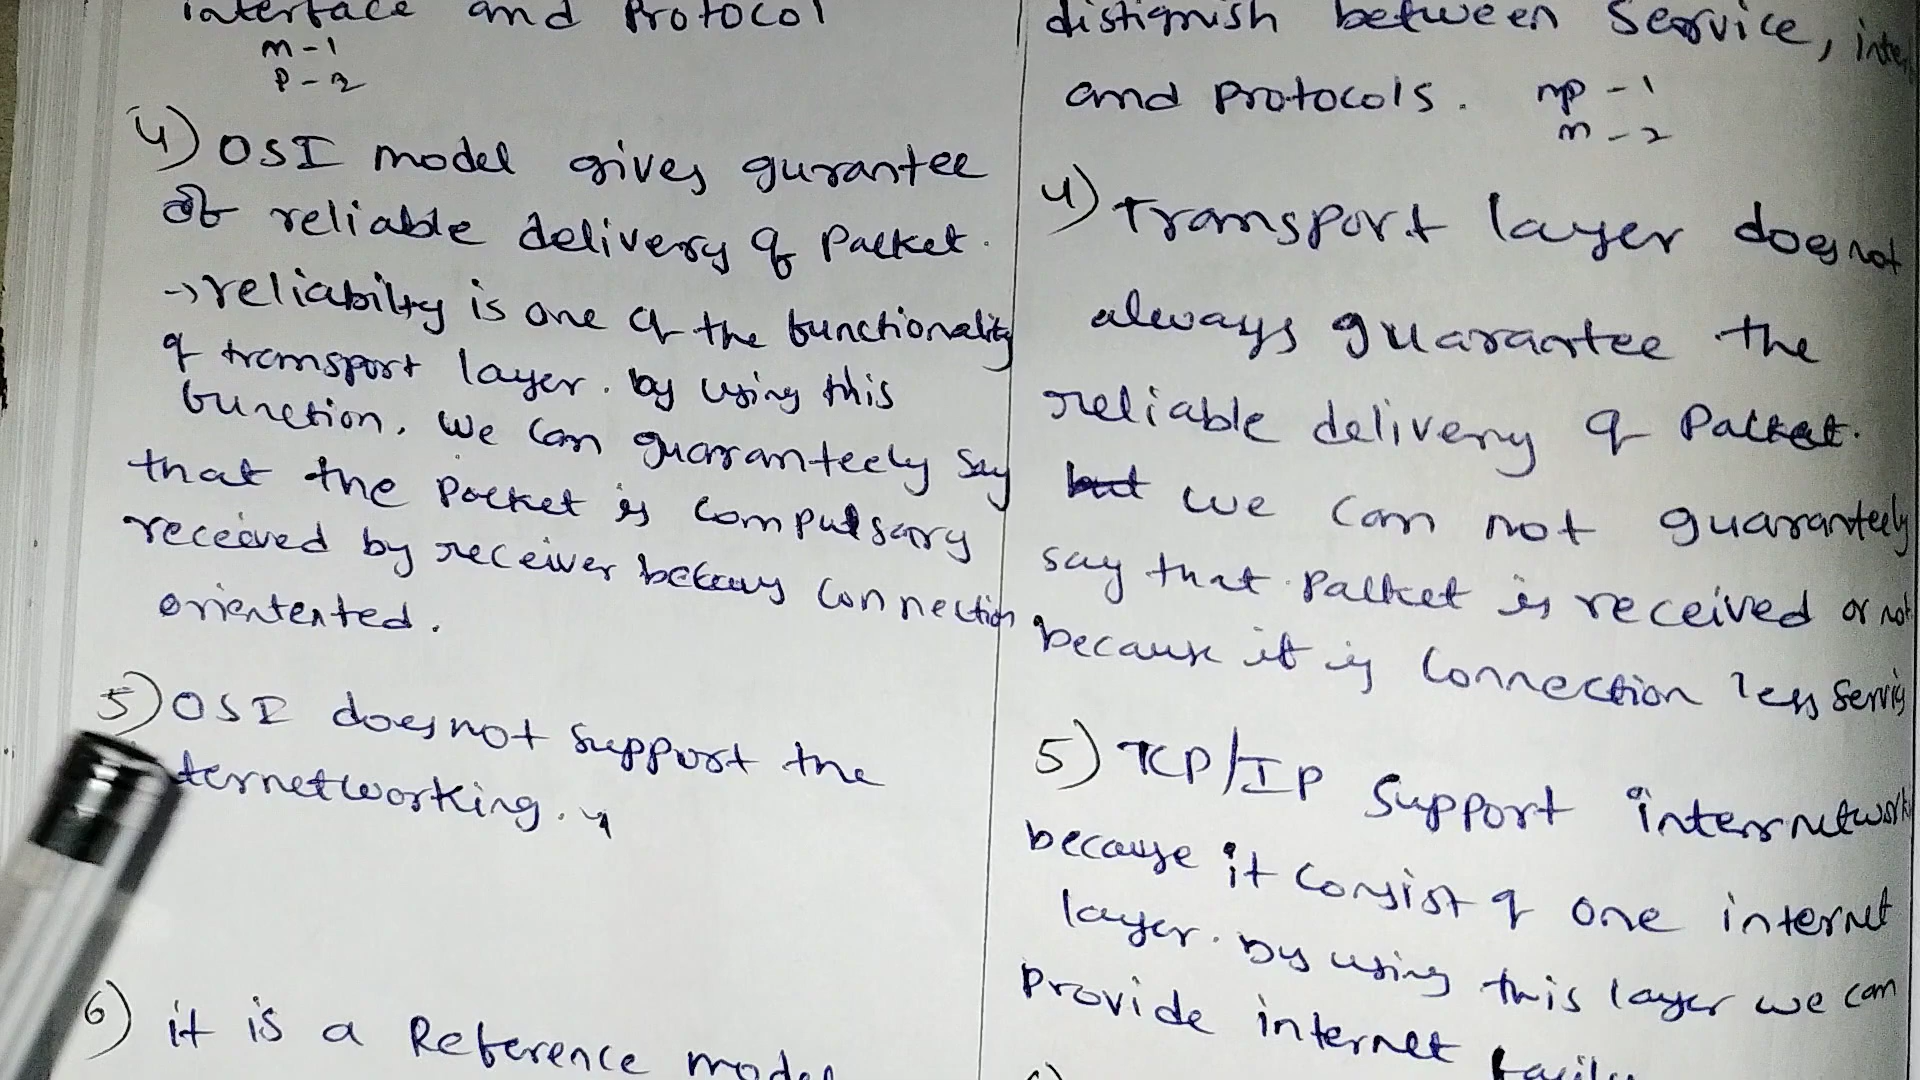 interface and Protocol
m-1
P-2
4) OSI model gives gurantee
of reliable delivery of Packet.
→reliabilty is one of the functionality
of transport layer. by using this
function, we can guaranteely say
that the packet is compulsary
received by receiver becaus connection
orientented.
5) OSI does not support the
ternetworking.
6) it is a Reference model
distignish between Service,
and protocols. np-1
m-2
4) Transport layer does not
always guarantee the
reliable delivery of Packet.
but we can not guaranteely
say that Packet is received or not
because it is Connection less Servis
5) TCP/IP Support internetwork
because it consist of one internet
layer. by using this layer we can
Provide internet